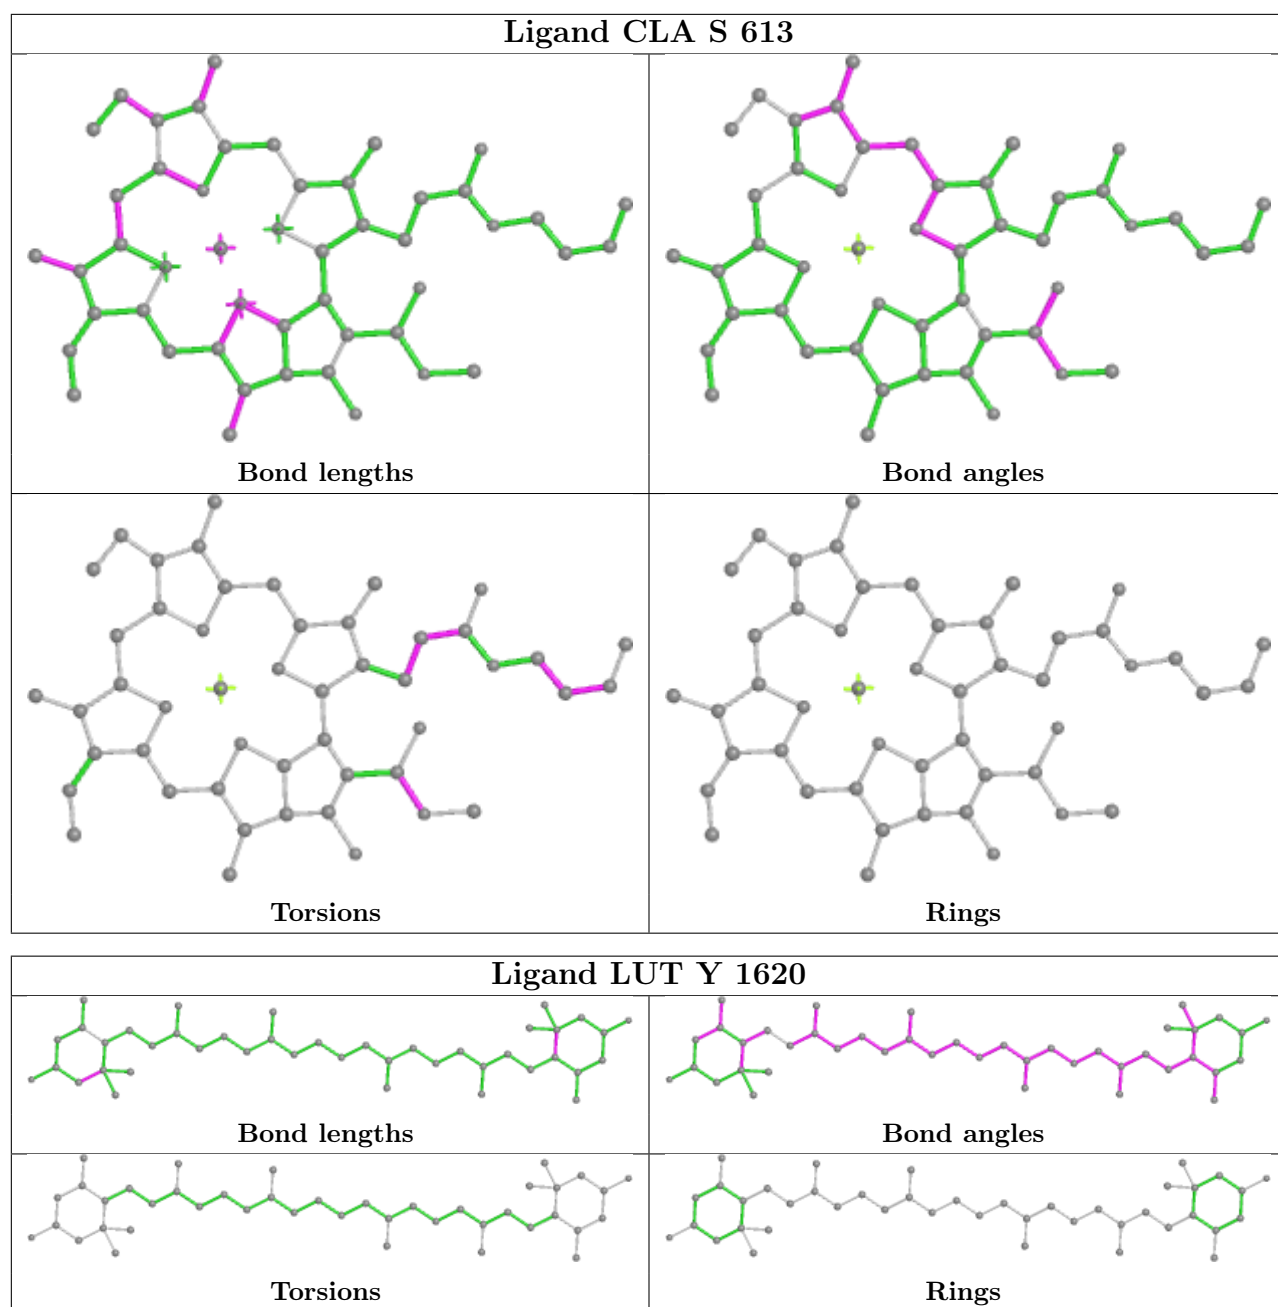 Ligand CLA S 613
Bond lengths
Bond angles
Torsions
Rings
Ligand LUT Y 1620
Bond lengths
Bond angles
Torsions
Rings